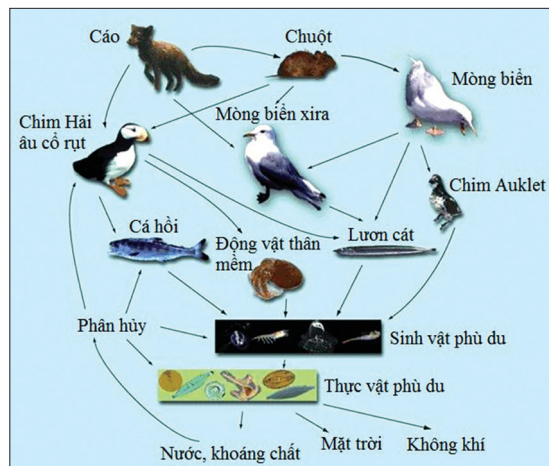 Cáo
Chuột
Mòng biển
Chim Hải
âu cổ rụt
Mòng biển xira
Chim Auklet
Cá hồi
Động vật thân
mềm
Lươn cát
Phân hủy
Sinh vật phù du
Thực vật phù du
Nước, khoáng chất
Mặt trời
Không khí